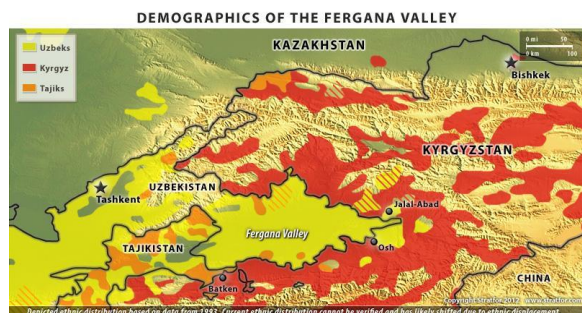 DEMOGRAPHICS OF THE FERGANA VALLEY
Uzbeks
Kyrgyz
Tajiks
KAZAKHSTAN
0 mi 50
0 km 100
Bishkek
KYRGYZSTAN
UZBEKISTAN
Tashkent
Jalal-Abad
Fergana Valley
Osh
TAJIKISTAN
Batken
CHINA
Copyright Stratfor 2012 www.stratfor.com
Depicted ethnic distribution based on data from 1993. Current ethnic distribution cannot be verified and has likely shifted due to ethnic displacement.